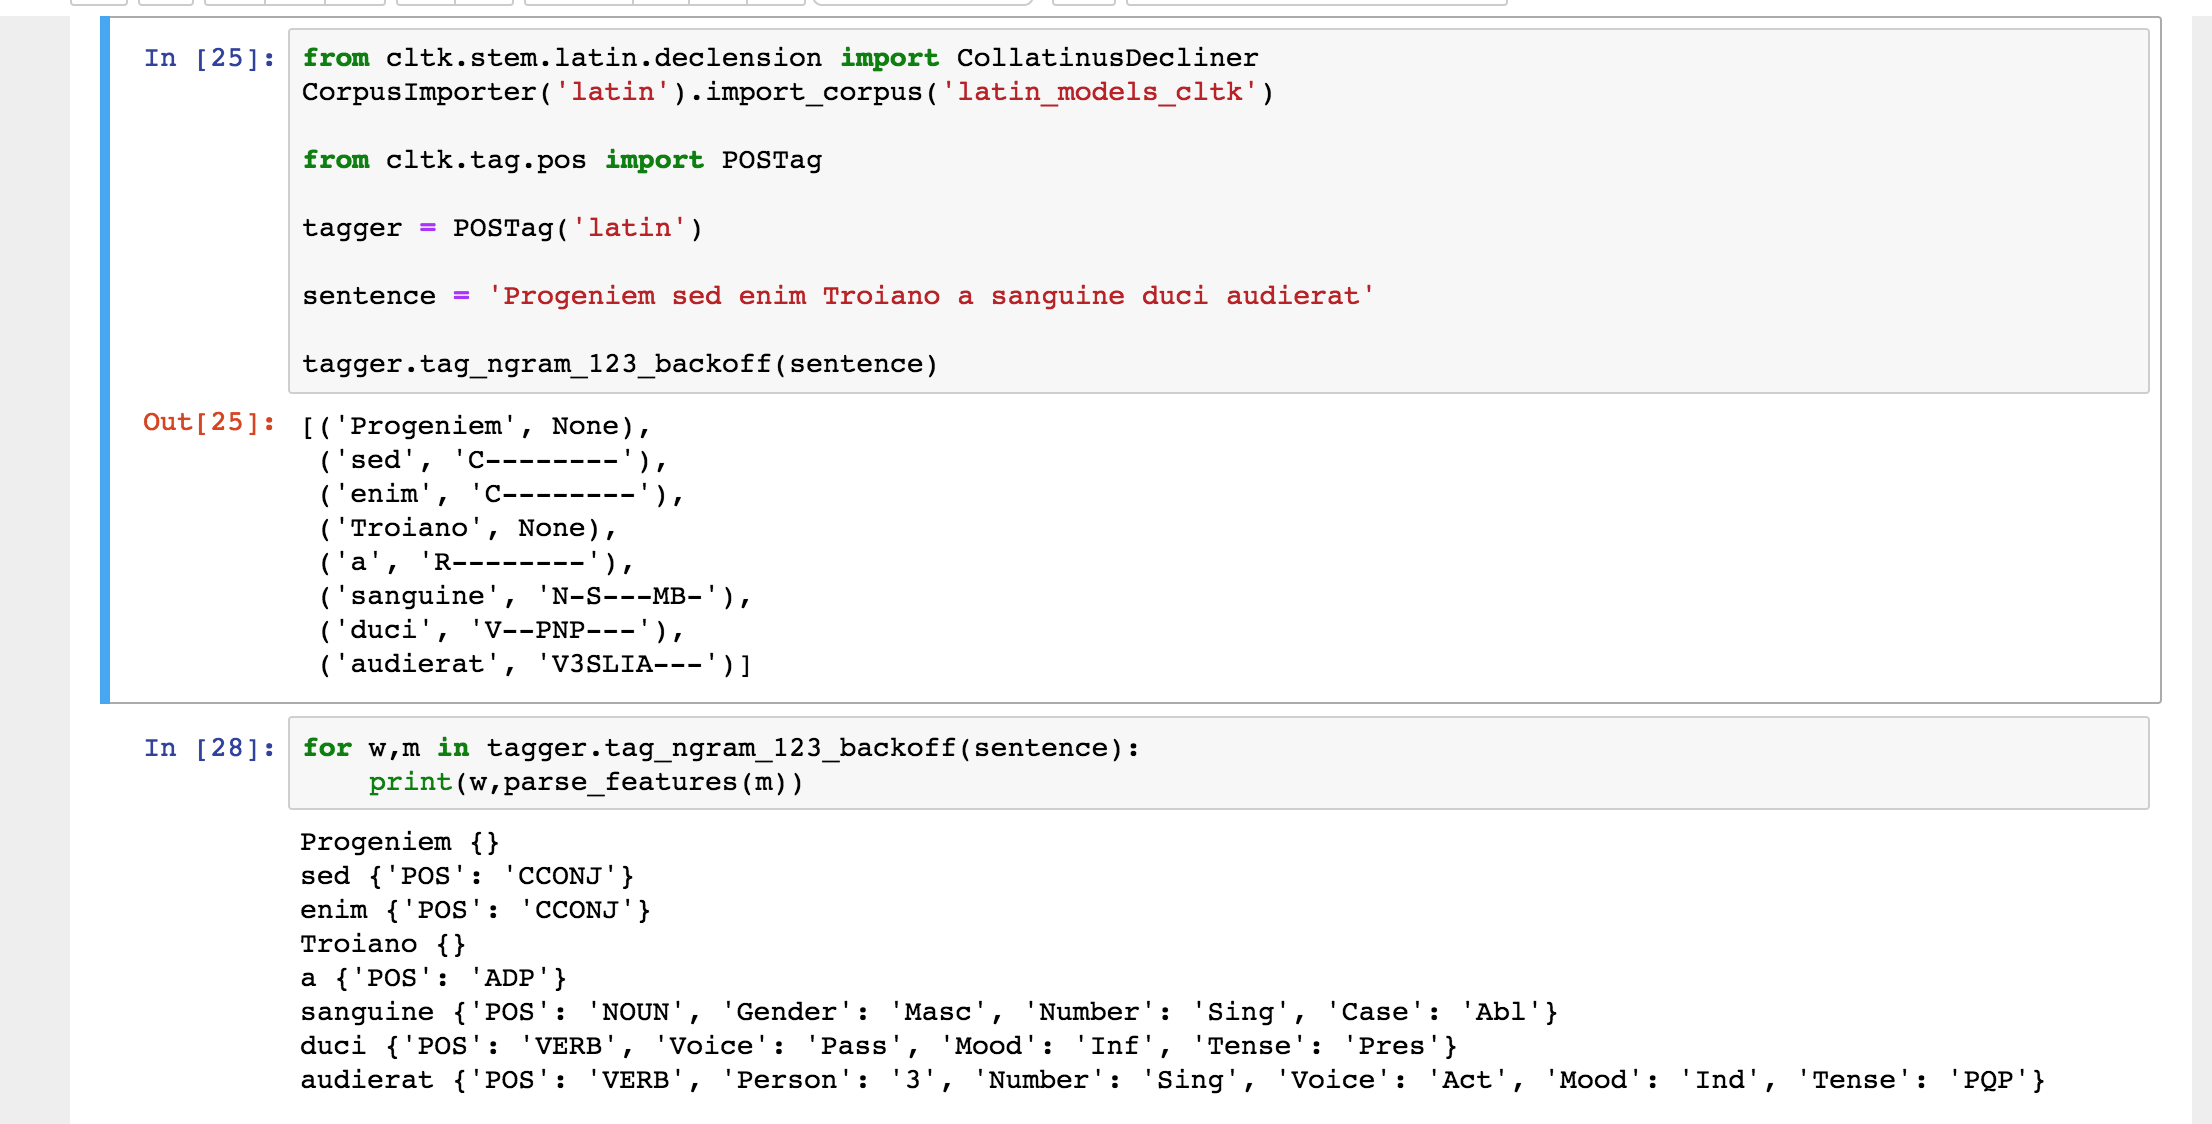 In [25]:
from cltk.stem.latin.declension import CollatinusDecliner
CorpusImporter('latin').import_corpus('latin_models_cltk')
from cltk.tag.pos import POSTag
tagger = POSTag('latin')
sentence = 'Progeniem sed enim Troiano a sanguine duci audierat'
tagger.tag_ngram_123_backoff(sentence)
Out[25]:
[('Progeniem', None),
('sed', 'C--------'),
('enim', 'C--------'),
('Troiano', None),
('a', 'R--------'),
('sanguine', 'N-S---MB-'),
('duci', 'V--PNP---'),
('audierat', 'V3SLIA---')]
In [28]:
for w,m in tagger.tag_ngram_123_backoff(sentence):
    print(w,parse_features(m))
Progeniem {}
sed {'POS': 'CCONJ'}
enim {'POS': 'CCONJ'}
Troiano {}
a {'POS': 'ADP'}
sanguine {'POS': 'NOUN', 'Gender': 'Masc', 'Number': 'Sing', 'Case': 'Abl'}
duci {'POS': 'VERB', 'Voice': 'Pass', 'Mood': 'Inf', 'Tense': 'Pres'}
audierat {'POS': 'VERB', 'Person': '3', 'Number': 'Sing', 'Voice': 'Act', 'Mood': 'Ind', 'Tense': 'PQP'}